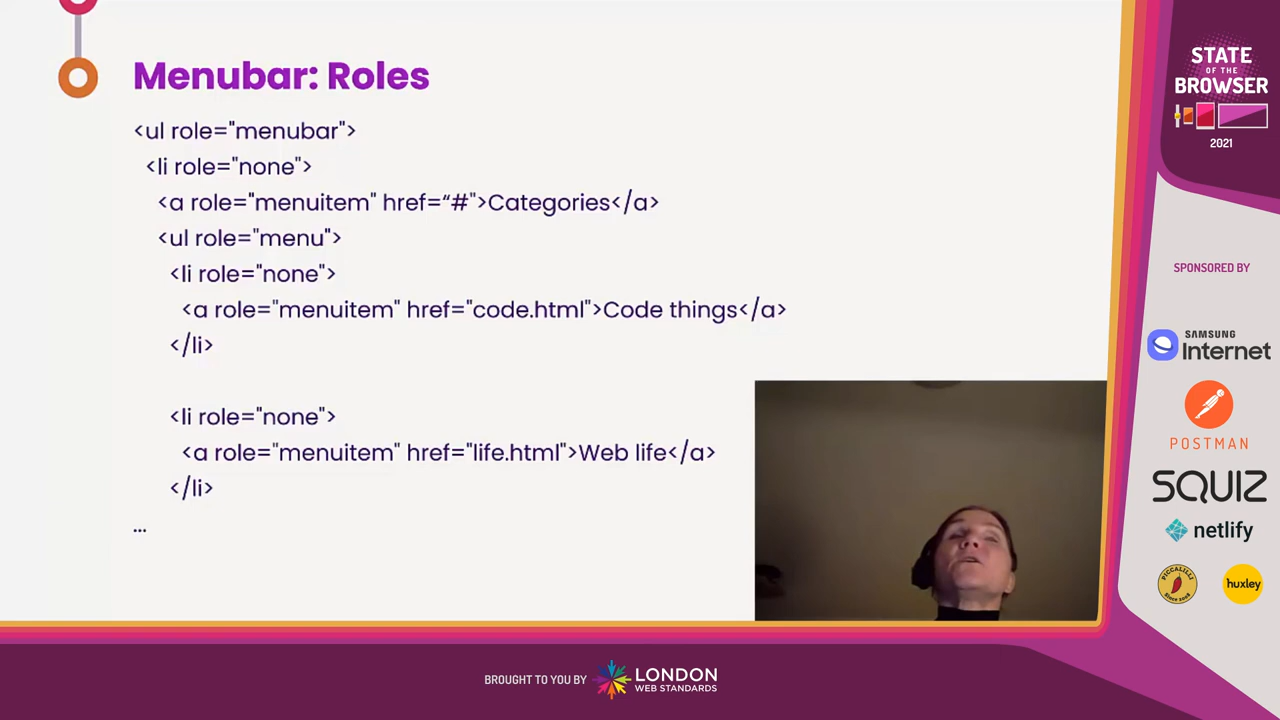 Menubar: Roles
<ul role="menubar">
<li role="none">
<a role="menuitem" href=“#">Categories</a>
<ul role="menu">
<li role="none">
<a role="menuitem" href="code.html">Code things</a>
</li>
<li role="none">
<a role="menuitem" href="life.html">Web life</a>
</li>
...
STATE
OF THE
BROWSER
2021
SPONSORED BY
SAMSUNG
Internet
POSTMAN
SQUIZ
netlify
PICCALILLI
Since 2018
huxley
BROUGHT TO YOU BY
LONDON
WEB STANDARDS